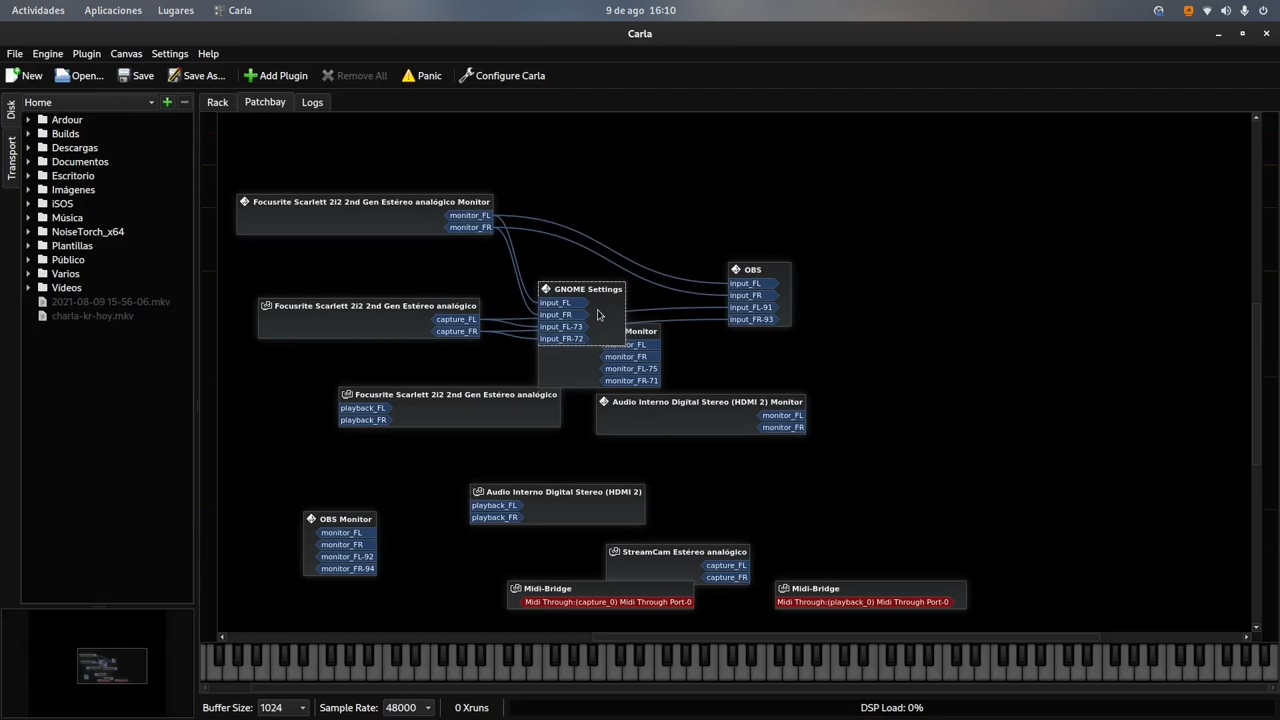 Actividades Aplicaciones Lugares Carla 9 de ago 16:10
Carla
File Engine Plugin Canvas Settings Help
New Open... Save Save As... Add Plugin Remove All Panic Configure Carla
Disk
Transport
Home
Ardour
Builds
Descargas
Documentos
Escritorio
Imágenes
iSOS
Música
NoiseTorch_x64
Plantillas
Público
Varios
Vídeos
2021-08-09 15-56-06.mkv
charla-kr-hoy.mkv
Rack Patchbay Logs
Focusrite Scarlett 2i2 2nd Gen Estéreo analógico Monitor
monitor_FL
monitor_FR
OBS
input_FL
input_FR
input_FL-91
input_FR-93
GNOME Settings
input_FL
input_FR
input_FL-73
input_FR-72
Focusrite Scarlett 2i2 2nd Gen Estéreo analógico
capture_FL
capture_FR
Monitor
monitor_FL
monitor_FR
monitor_FL-75
monitor_FR-71
Focusrite Scarlett 2i2 2nd Gen Estéreo analógico
playback_FL
playback_FR
Audio Interno Digital Stereo (HDMI 2) Monitor
monitor_FL
monitor_FR
Audio Interno Digital Stereo (HDMI 2)
playback_FL
playback_FR
OBS Monitor
monitor_FL
monitor_FR
monitor_FL-92
monitor_FR-94
StreamCam Estéreo analógico
capture_FL
capture_FR
Midi-Bridge
Midi Through:(capture_0) Midi Through Port-0
Midi-Bridge
Midi Through:(playback_0) Midi Through Port-0
Buffer Size: 1024 Sample Rate: 48000 0 Xruns DSP Load: 0%